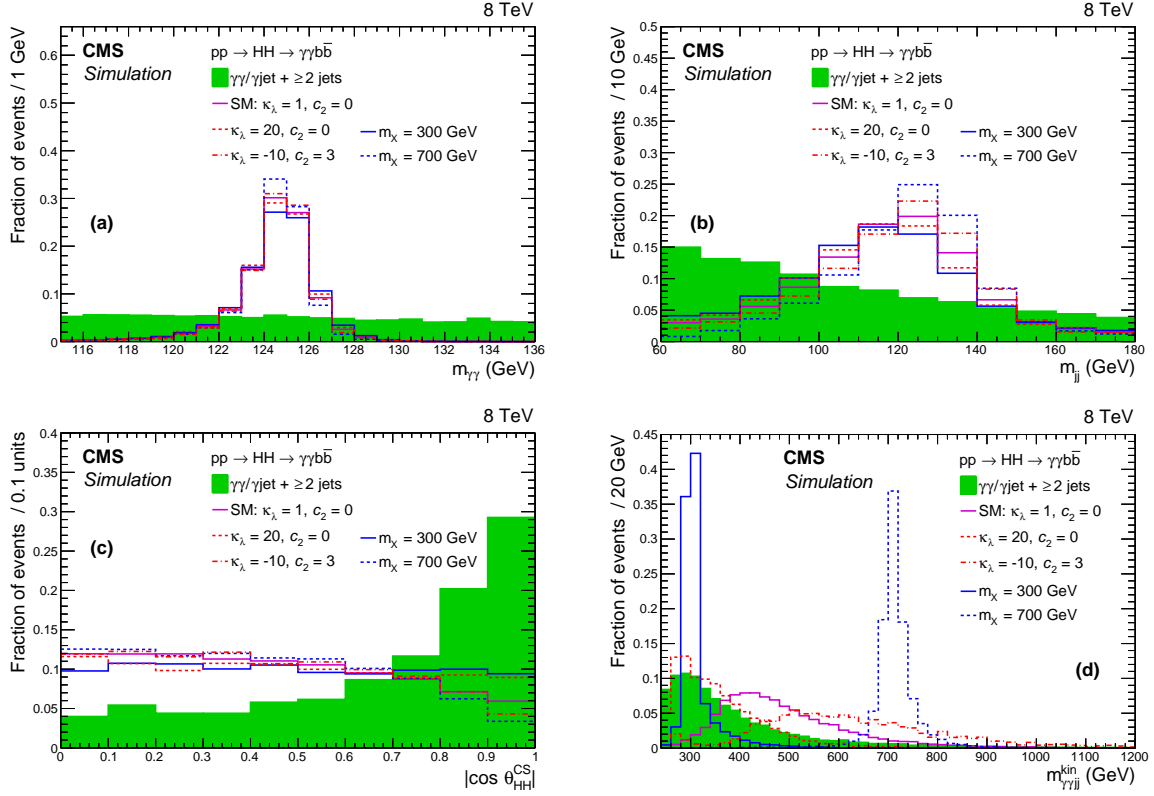 8 TeV
CMS
Simulation
pp → HH → γγbb̅
γγ/γjet + ≥2 jets
SM: κλ = 1, c2 = 0
κλ = 20, c2 = 0
κλ = -10, c2 = 3
mX = 300 GeV
mX = 700 GeV
(a)
Fraction of events / 1 GeV
0 0.1 0.2 0.3 0.4 0.5 0.6
116 118 120 122 124 126 128 130 132 134 136
mγγ (GeV)
8 TeV
CMS
Simulation
pp → HH → γγbb̅
γγ/γjet + ≥2 jets
SM: κλ = 1, c2 = 0
κλ = 20, c2 = 0
κλ = -10, c2 = 3
mX = 300 GeV
mX = 700 GeV
(b)
Fraction of events / 10 GeV
0 0.05 0.1 0.15 0.2 0.25 0.3 0.35 0.4 0.45 0.5
60 80 100 120 140 160 180
mjj (GeV)
8 TeV
CMS
Simulation
pp → HH → γγbb̅
γγ/γjet + ≥2 jets
SM: κλ = 1, c2 = 0
κλ = 20, c2 = 0
κλ = -10, c2 = 3
mX = 300 GeV
mX = 700 GeV
(c)
Fraction of events / 0.1 units
0 0.05 0.1 0.15 0.2 0.25 0.3 0.35 0.4
0 0.1 0.2 0.3 0.4 0.5 0.6 0.7 0.8 0.9 1
|cos θ CS HH|
8 TeV
CMS
Simulation
pp → HH → γγbb̅
γγ/γjet + ≥2 jets
SM: κλ = 1, c2 = 0
κλ = 20, c2 = 0
κλ = -10, c2 = 3
mX = 300 GeV
mX = 700 GeV
(d)
Fraction of events / 20 GeV
0 0.05 0.1 0.15 0.2 0.25 0.3 0.35 0.4 0.45
300 400 500 600 700 800 900 1000 1100 1200
m kin γγjj (GeV)